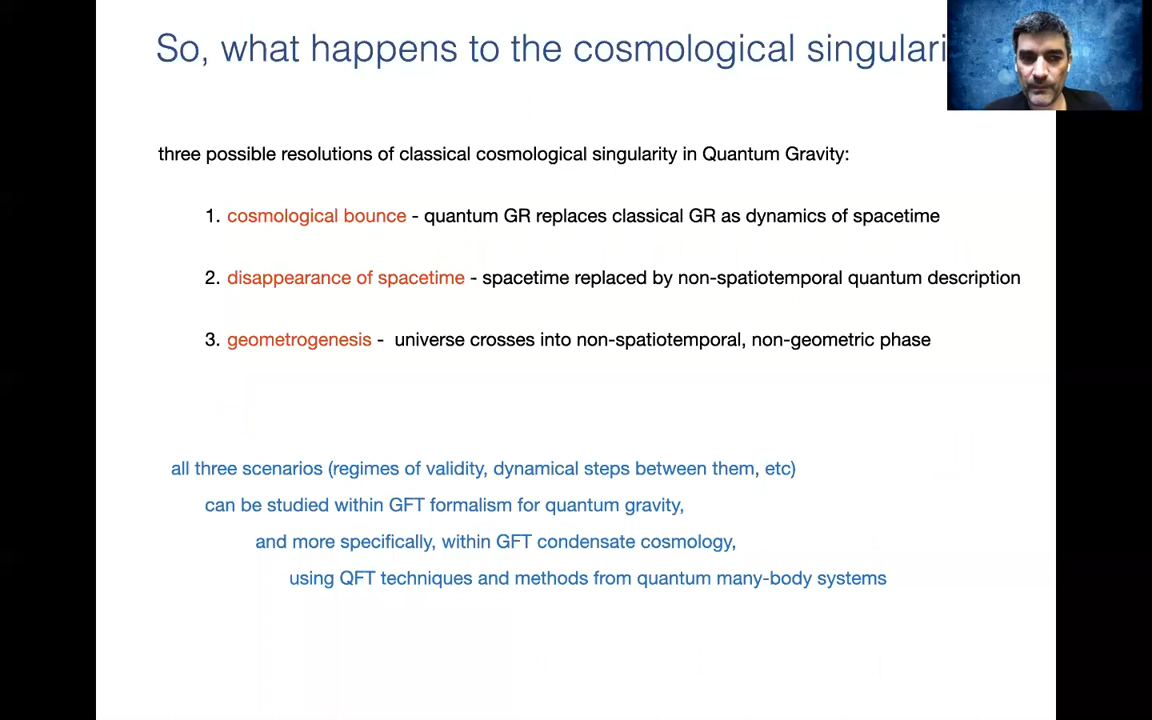 So, what happens to the cosmological singulari
three possible resolutions of classical cosmological singularity in Quantum Gravity:
1. cosmological bounce - quantum GR replaces classical GR as dynamics of spacetime
2. disappearance of spacetime - spacetime replaced by non-spatiotemporal quantum description
3. geometrogenesis - universe crosses into non-spatiotemporal, non-geometric phase
all three scenarios (regimes of validity, dynamical steps between them, etc)
can be studied within GFT formalism for quantum gravity,
and more specifically, within GFT condensate cosmology,
using QFT techniques and methods from quantum many-body systems